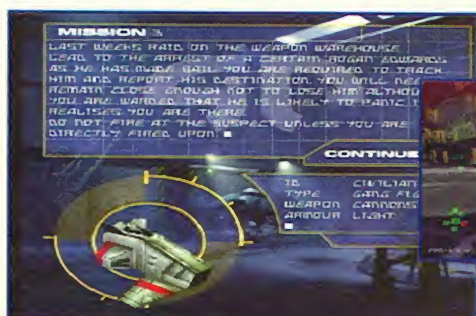 MISSION 3
LAST WEEKS RAID ON THE WEAPON WAREHOUSE
LEAD TO THE ARREST OF A CERTAIN ROGAN EDWARDS
AS HE HAS MADE BAIL YOU ARE REQUIRED TO TRACK
HIM AND REPORT HIS DESTINATION. YOU WILL NEE
REMAIN CLOSE ENOUGH NOT TO LOSE HIM ALTHOU
YOU ARE WARNED THAT HE IS LIKELY TO PANIC I
REALISES YOU ARE THERE.
DO NOT FIRE AT THE SUSPECT UNLESS YOU ARE
DIRECTLY FIRED UPON.
CONTINUE
ID CIVILIAN
TYPE GANG
WEAPON CANNONS
ARMOUR LIGHT